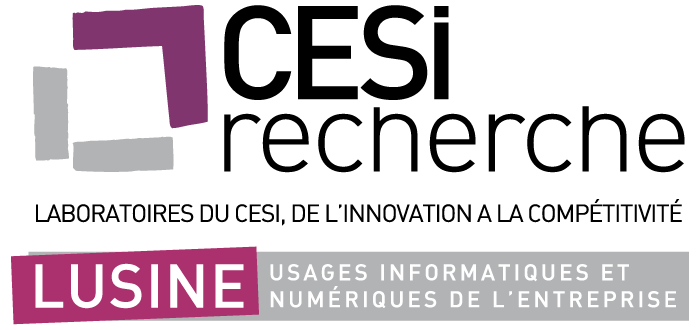 CESi
recherche
LABORATOIRES DU CESI, DE L'INNOVATION A LA COMPÉTITIVITÉ
LUSINE
USAGES INFORMATIQUES ET
NUMÉRIQUES DE L'ENTREPRISE